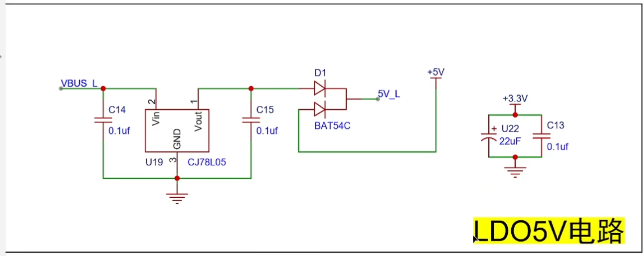 VBUS_L
C14
0.1uf
2
Vin
1
Vout
GND
3
U19
CJ78L05
C15
0.1uf
D1
BAT54C
5V_L
+5V
+3.3V
+
U22
22uF
C13
0.1uf
LDO5V电路